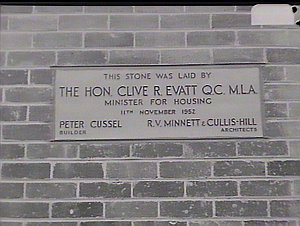 THIS STONE WAS LAID BY
THE HON. CLIVE R. EVATT Q.C. M.L.A.
MINISTER FOR HOUSING
11TH NOVEMBER 1952
PETER CUSSEL R.V. MINNETT & CULLIS-HILL
BUILDER ARCHITECTS